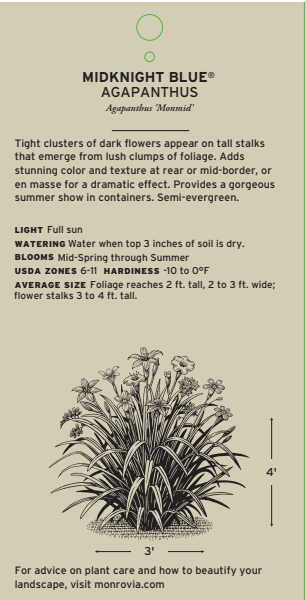 MIDKNIGHT BLUE®
AGAPANTHUS
Agapanthus 'Monmid'
Tight clusters of dark flowers appear on tall stalks
that emerge from lush clumps of foliage. Adds
stunning color and texture at rear or mid-border, or
en masse for a dramatic effect. Provides a gorgeous
summer show in containers. Semi-evergreen.
LIGHT Full sun
WATERING Water when top 3 inches of soil is dry.
BLOOMS Mid-Spring through Summer
USDA ZONES 6-11 HARDINESS -10 to 0°F
AVERAGE SIZE Foliage reaches 2 ft. tall, 2 to 3 ft. wide;
flower stalks 3 to 4 ft. tall.
4'
3'
For advice on plant care and how to beautify your
landscape, visit monrovia.com